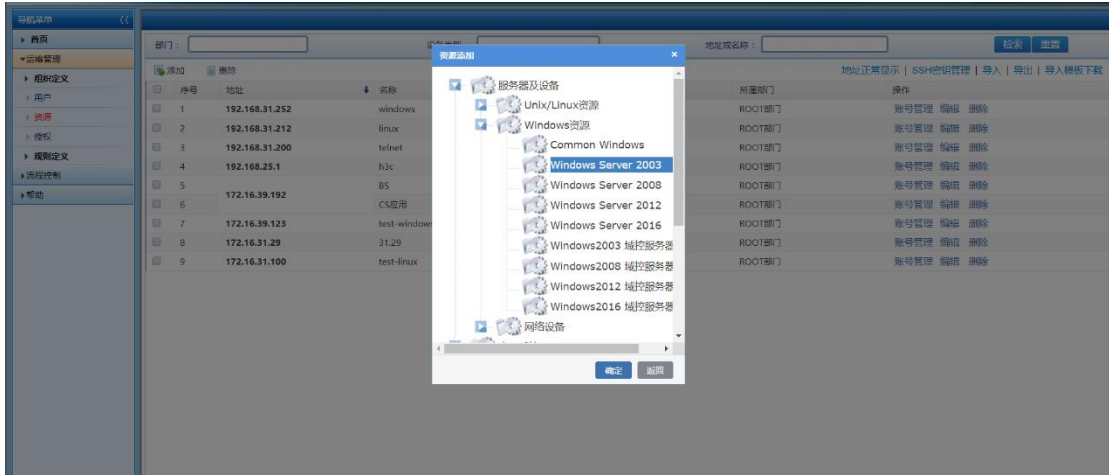 导航菜单
首页
运维管理
组织定义
用户
资源
授权
规则定义
流程控制
帮助
部门：
地址或名称：
检索 重置
添加 删除
地址正常显示 | SSH密钥管理 | 导入 | 导出 | 导入模板下载
序号 地址 名称 所属部门 操作
1 192.168.31.252 windows ROOT部门 账号管理 编辑 删除
2 192.168.31.212 linux ROOT部门 账号管理 编辑 删除
3 192.168.31.200 telnet ROOT部门 账号管理 编辑 删除
4 192.168.25.1 h3c ROOT部门 账号管理 编辑 删除
5 BS ROOT部门 账号管理 编辑 删除
172.16.39.192
6 CS应用 ROOT部门 账号管理 编辑 删除
7 172.16.39.123 test-window ROOT部门 账号管理 编辑 删除
8 172.16.31.29 31.29 ROOT部门 账号管理 编辑 删除
9 172.16.31.100 test-linux ROOT部门 账号管理 编辑 删除
资源添加
服务器及设备
Unix/Linux资源
Windows资源
Common Windows
Windows Server 2003
Windows Server 2008
Windows Server 2012
Windows Server 2016
Windows2003 域控服务器
Windows2008 域控服务器
Windows2012 域控服务器
Windows2016 域控服务器
网络设备
确定 返回